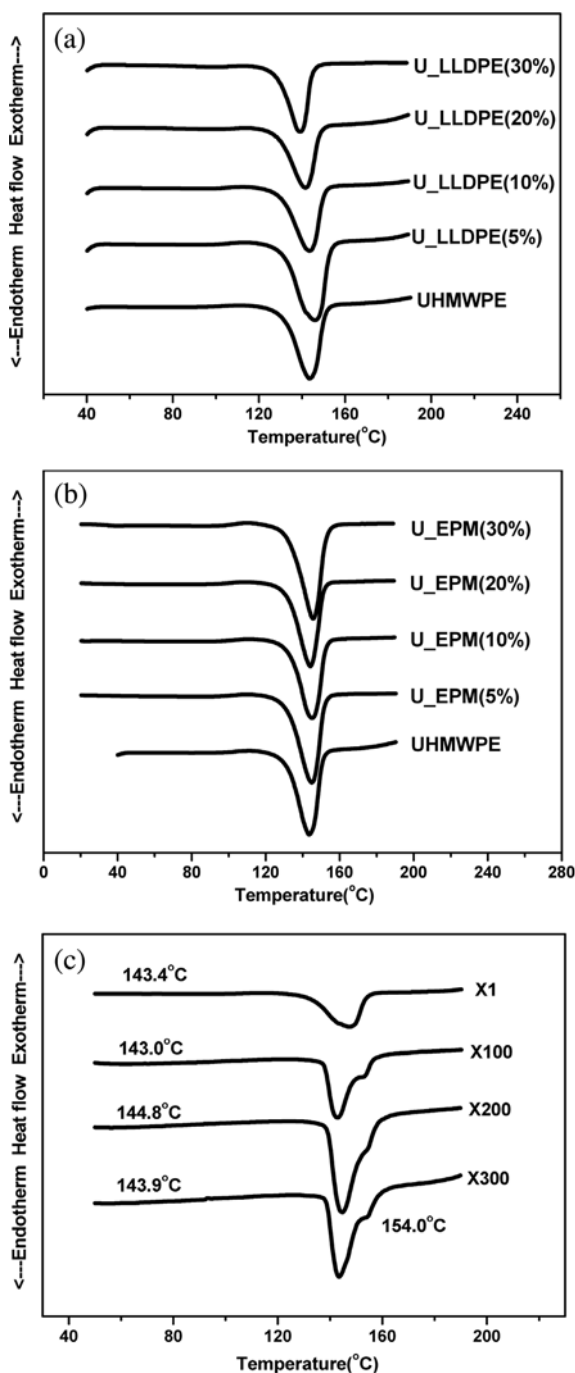 (a)
U_LLDPE(30%)
U_LLDPE(20%)
U_LLDPE(10%)
U_LLDPE(5%)
UHMWPE
<---Endotherm Heat flow Exotherm--->
40 80 120 160 200 240
Temperature(°C)
(b)
U_EPM(30%)
U_EPM(20%)
U_EPM(10%)
U_EPM(5%)
UHMWPE
<---Endotherm Heat flow Exotherm--->
0 40 80 120 160 200 240 280
Temperature(°C)
(c)
143.4°C
X1
143.0°C
X100
144.8°C
X200
143.9°C
X300
154.0°C
<---Endotherm Heat flow Exotherm--->
40 80 120 160 200
Temperature(°C)